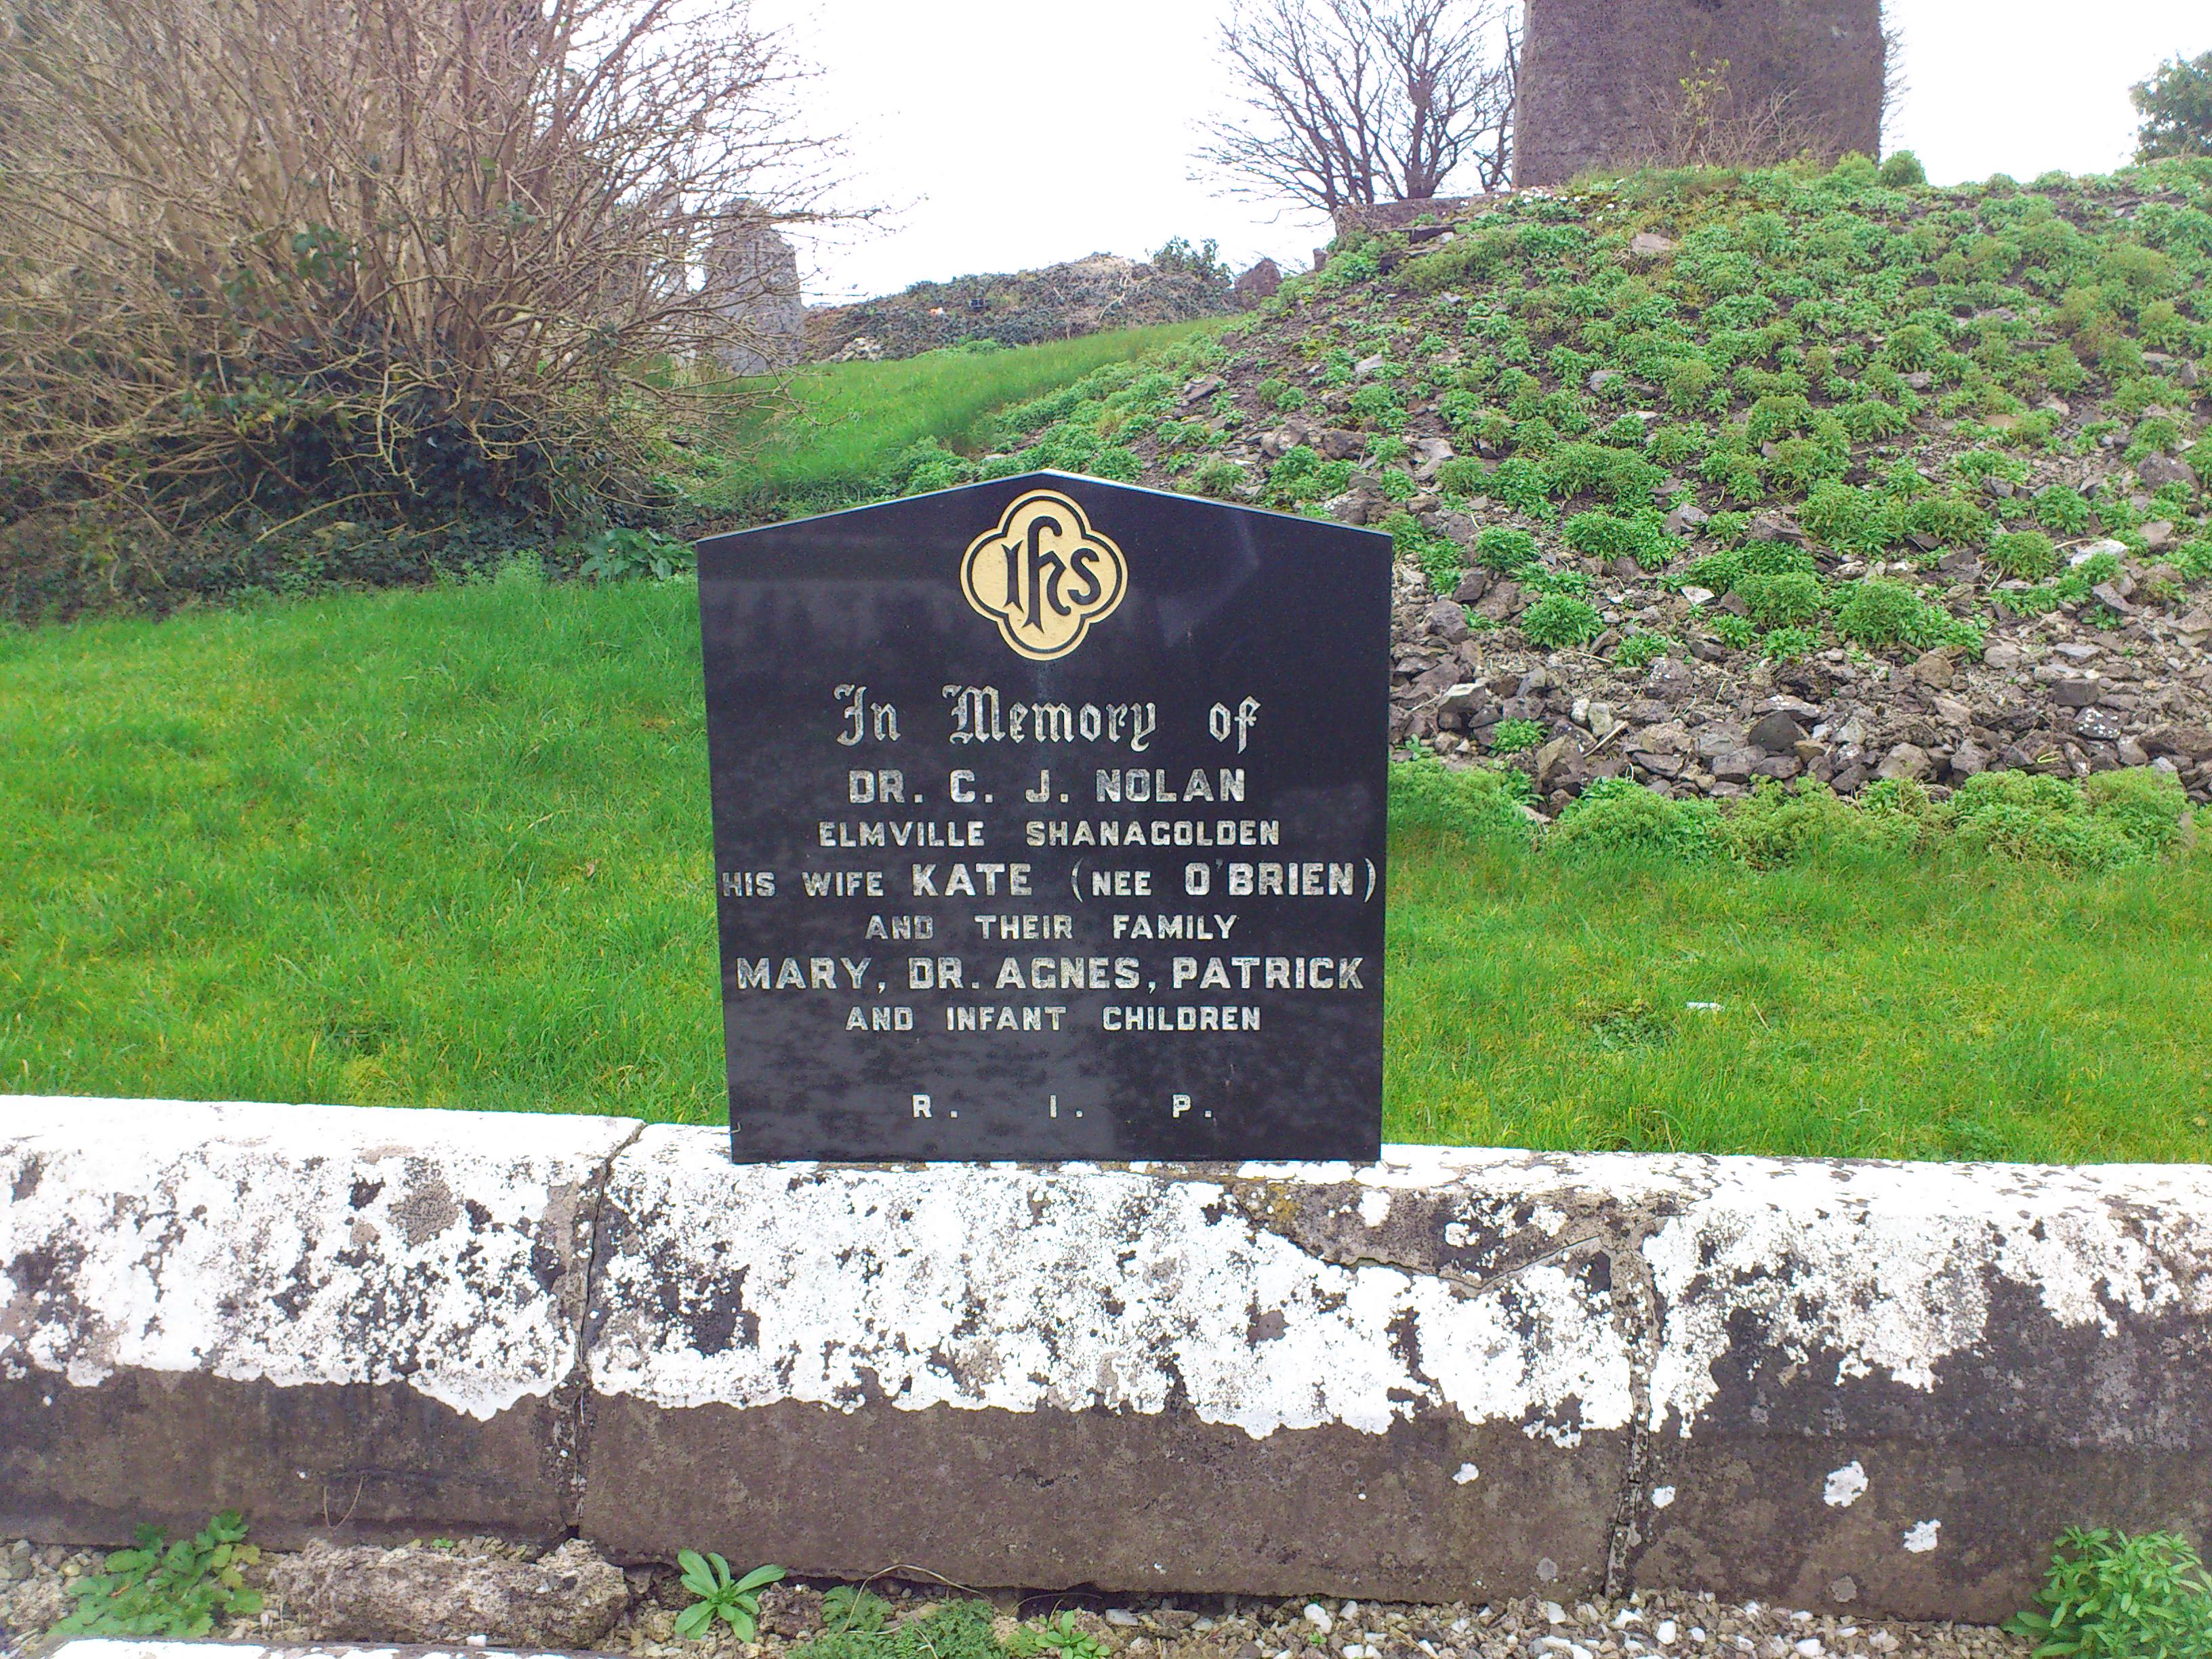 IHS
In Memory of
DR. C. J. NOLAN
ELMVILLE SHANAGOLDEN
HIS WIFE KATE (NEE O'BRIEN)
AND THEIR FAMILY
MARY, DR. AGNES, PATRICK
AND INFANT CHILDREN
R. I. P.